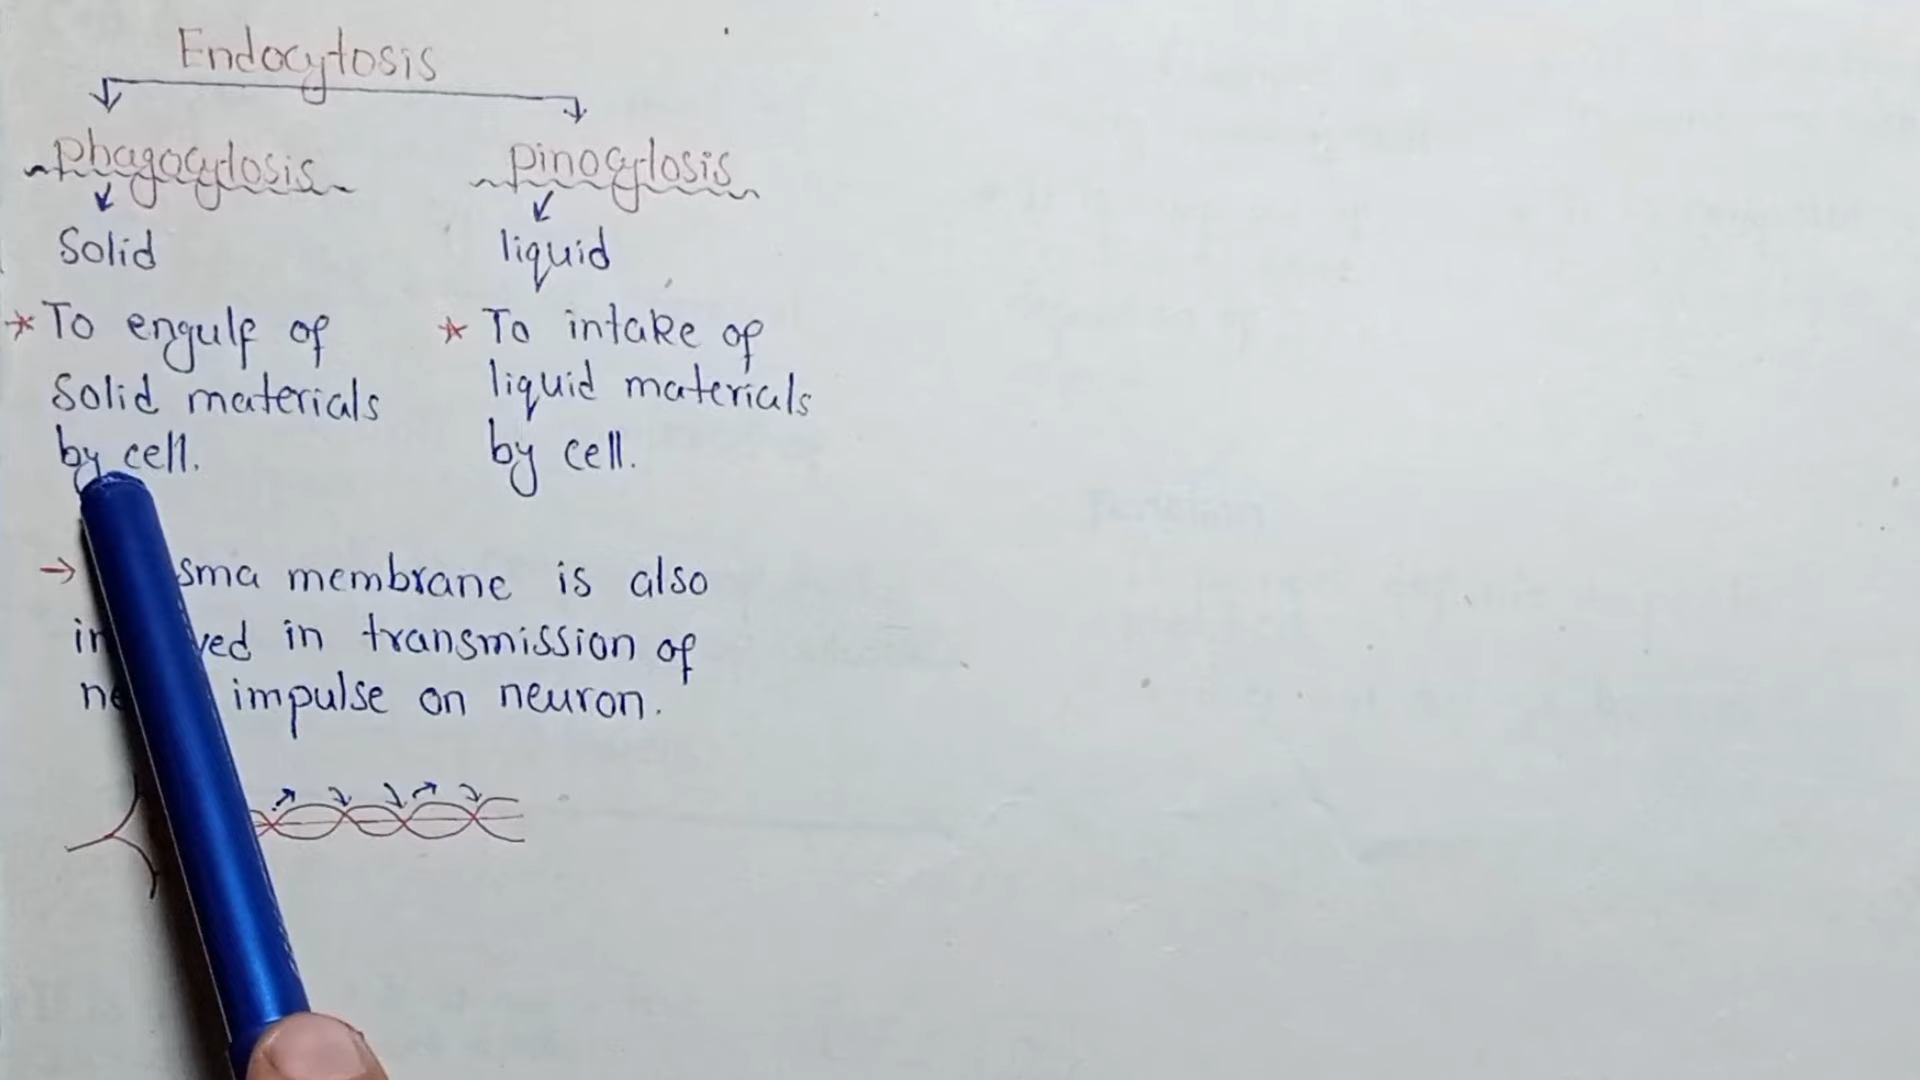 Endocytosis
Phagocytosis
pinocytosis
Solid
liquid
* To engulf of
Solid materials
by cell.
* To intake of
liquid materials
by cell.
→ sma membrane is also
in ved in transmission of
ne impulse on neuron.